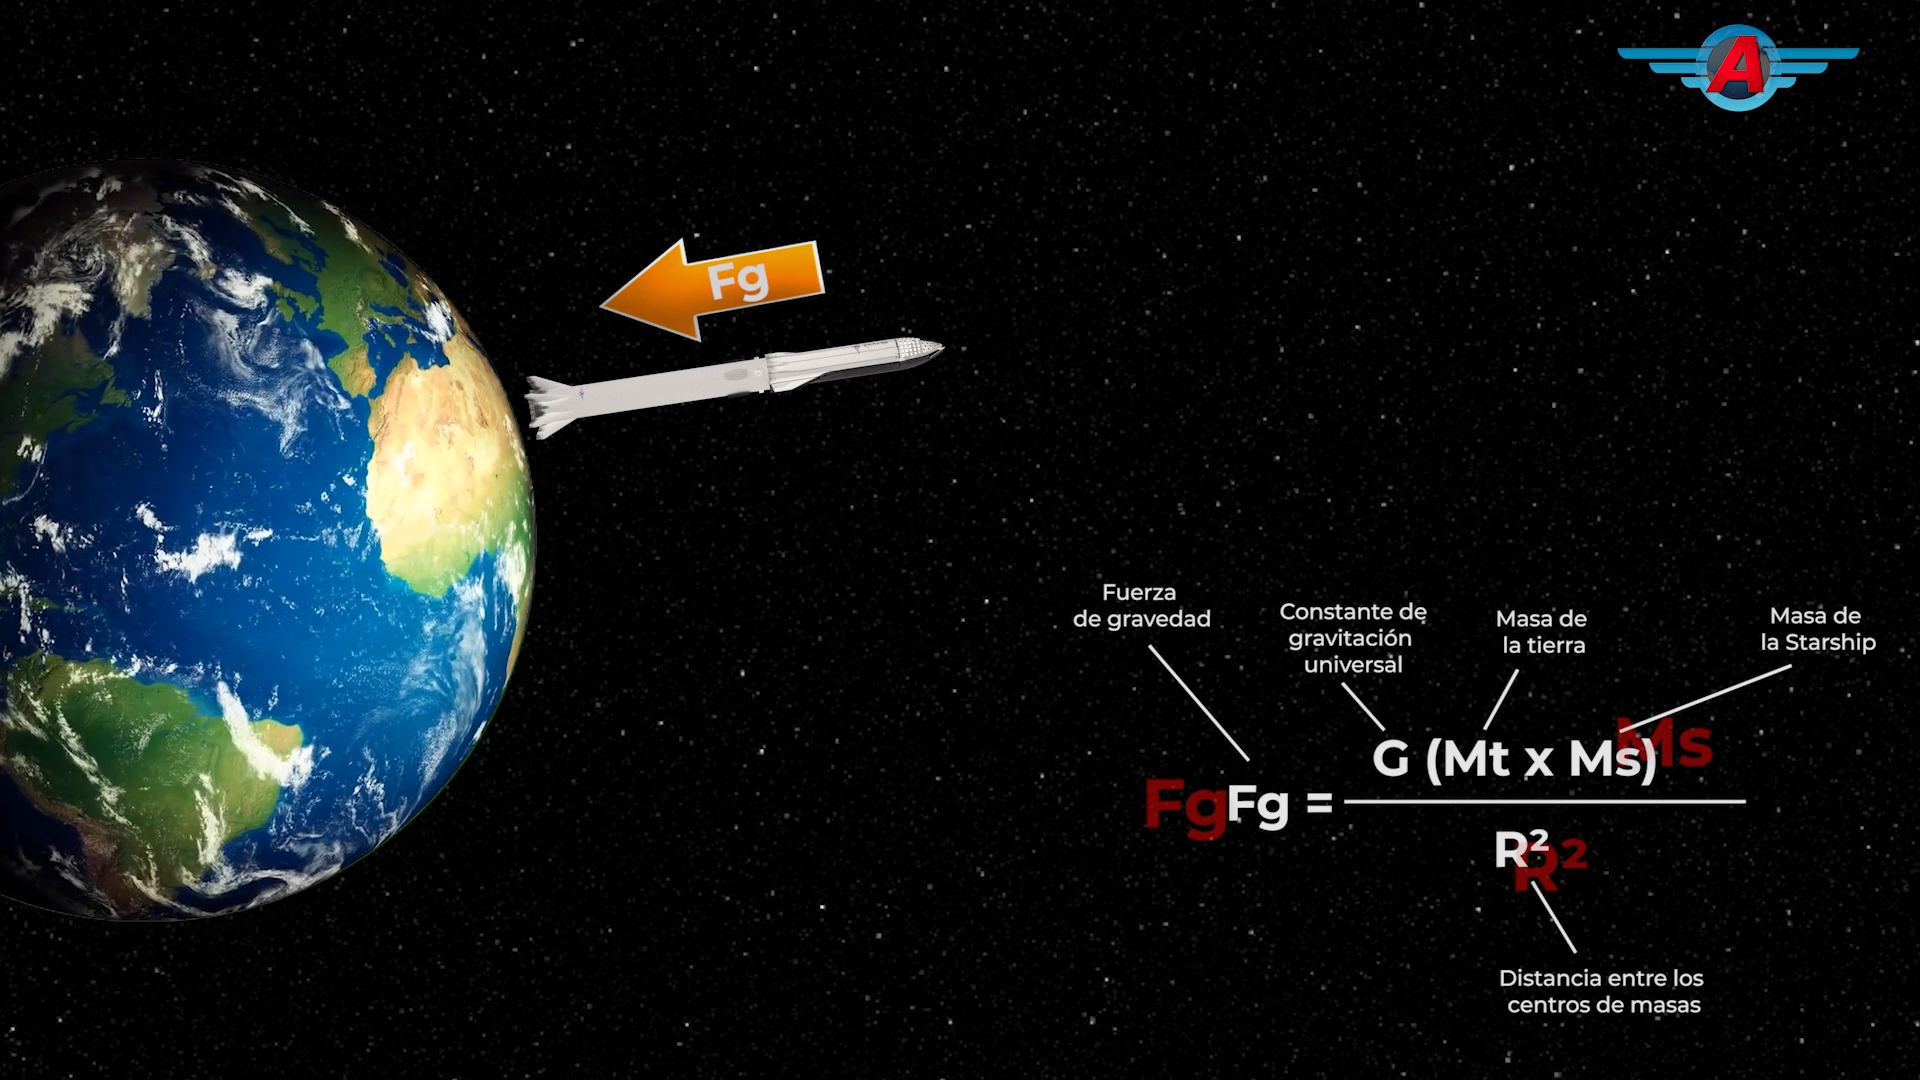 A
Fg
Fuerza
de gravedad
Constante de
gravitación
universal
Masa de
la tierra
Masa de
la Starship
Ms
G (Mt x Ms)
Fg
Fg =
R²
R²
Distancia entre los
centros de masas